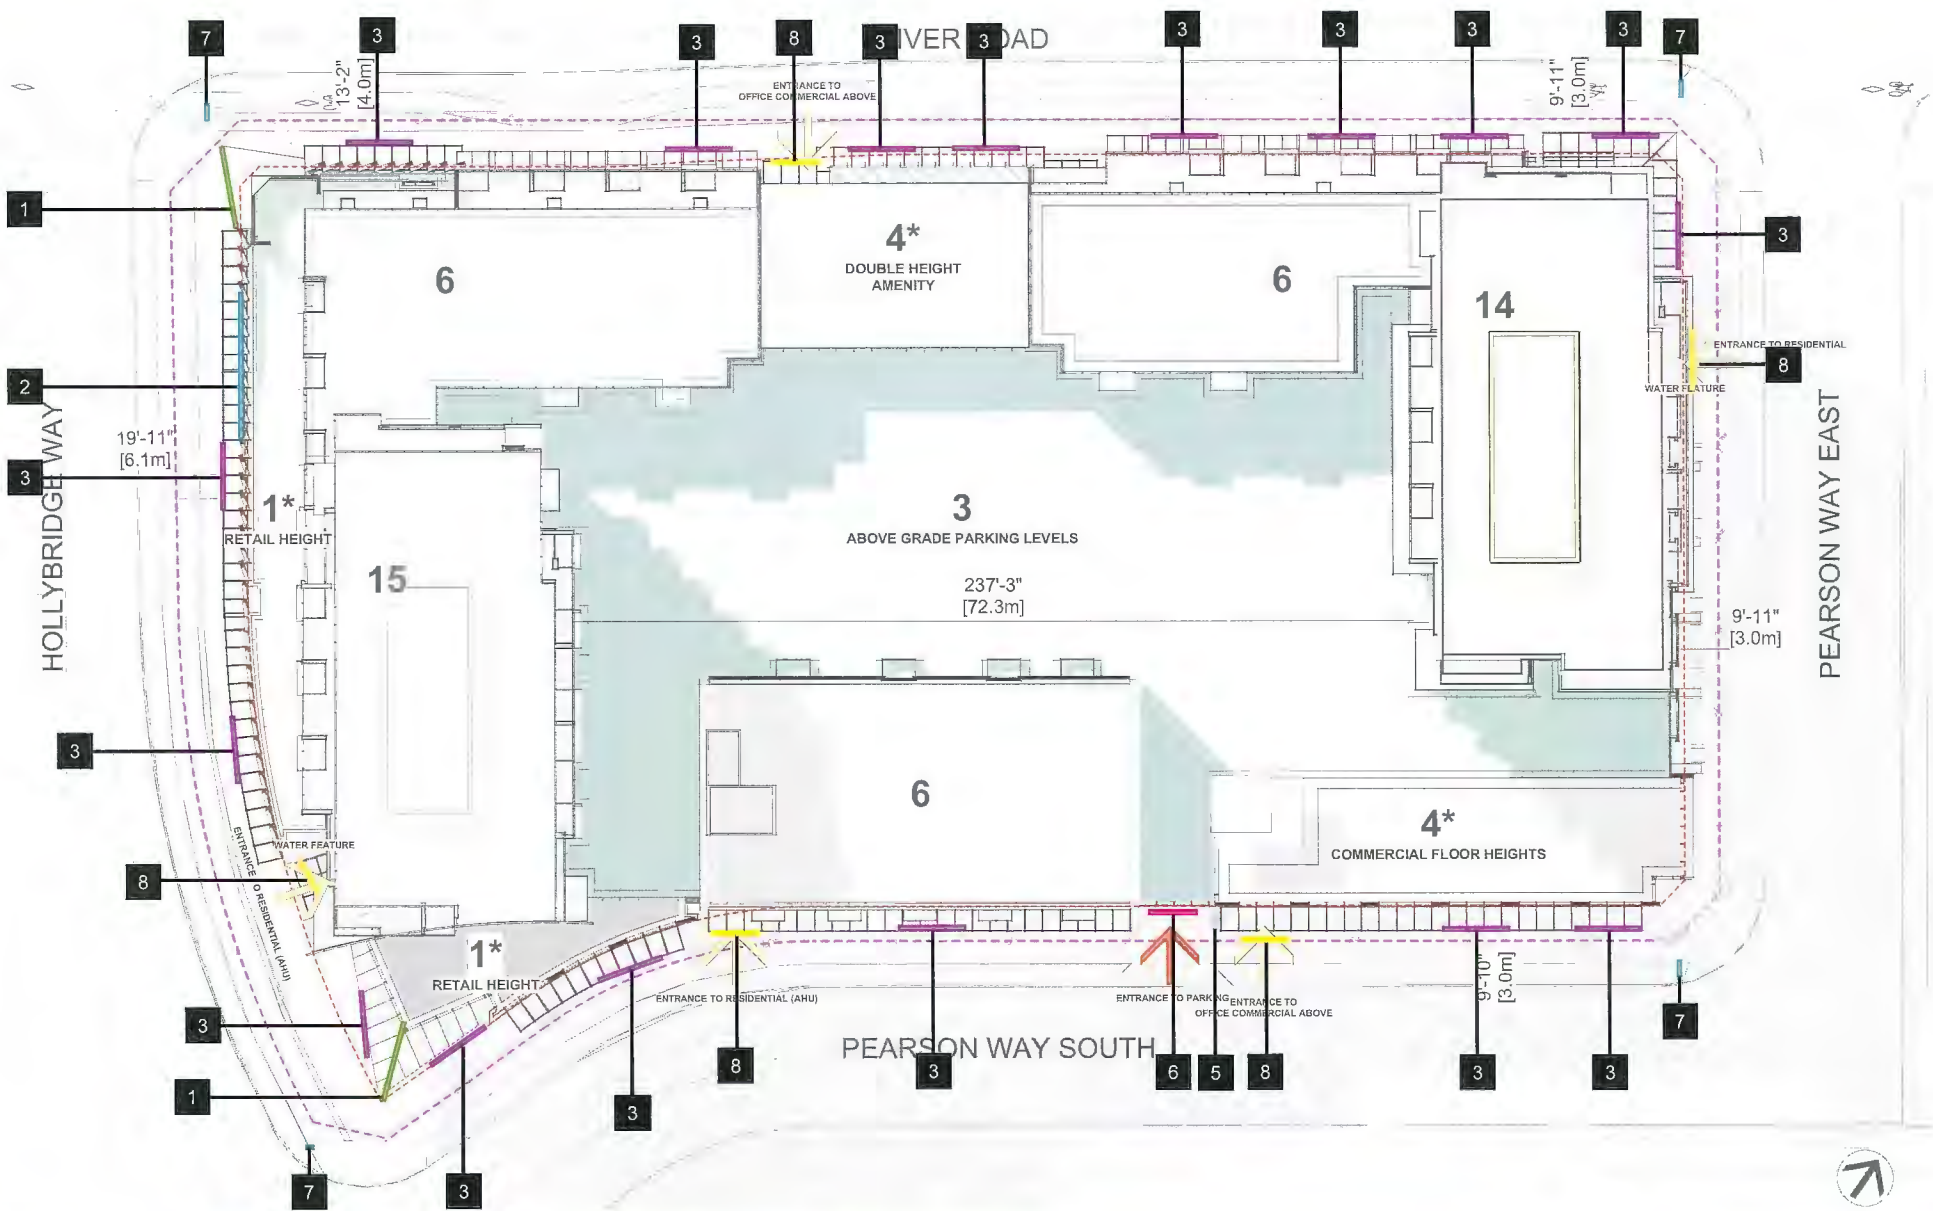 7
3
3
8
3
3
3
3
3
3
7
RIVER ROAD
13'-2"
[4.0m]
ENTRANCE TO
OFFICE COMMERCIAL ABOVE
9'-11"
[3.0m]
1
3
4*
DOUBLE HEIGHT
AMENITY
6
6
14
ENTRANCE TO RESIDENTIAL
8
WATER FEATURE
2
HOLLYBRIDGE WAY
19'-11"
[6.1m]
3
1*
RETAIL HEIGHT
15
3
ABOVE GRADE PARKING LEVELS
237'-3"
[72.3m]
PEARSON WAY EAST
9'-11"
[3.0m]
3
6
4*
COMMERCIAL FLOOR HEIGHTS
WATER FEATURE
8
ENTRANCE TO RESIDENTIAL (AHU)
1*
RETAIL HEIGHT
ENTRANCE TO RESIDENTIAL (AHU)
ENTRANCE TO PARKING
ENTRANCE TO
OFFICE COMMERCIAL ABOVE
9'-10"
[3.0m]
3
7
PEARSON WAY SOUTH
8
3
6
5
8
3
3
1
3
7
3